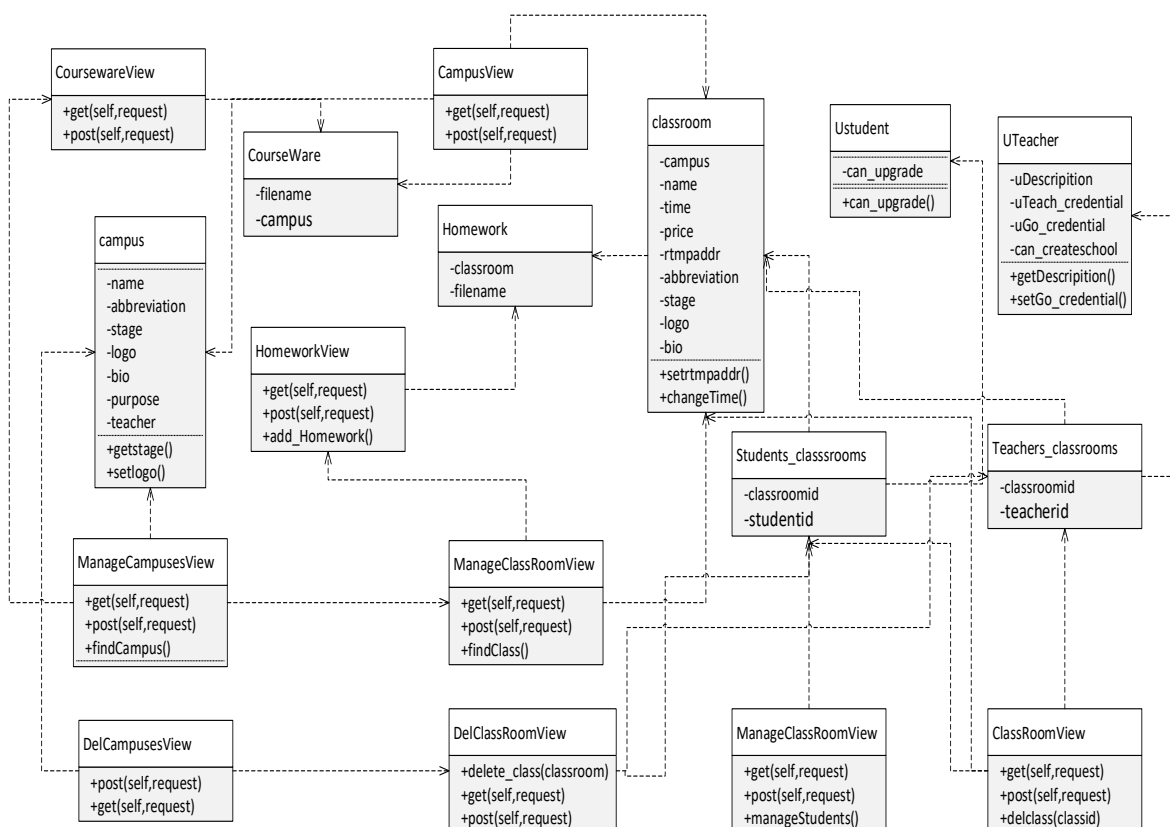 CoursewareView
+get(self,request)
+post(self,request)
CampusView
+get(self,request)
+post(self,request)
CourseWare
-filename
-campus
classroom
-campus
-name
-time
-price
-rtmpaddr
-abbreviation
-stage
-logo
-bio
+setrtmpaddr()
+changeTime()
Ustudent
-can_upgrade
+can_upgrade()
UTeacher
-uDescripition
-uTeach_credential
-uGo_credential
-can_createschool
+getDescripition()
+setGo_credential()
campus
-name
-abbreviation
-stage
-logo
-bio
-purpose
-teacher
+getstage()
+setlogo()
Homework
-classroom
-filename
HomeworkView
+get(self,request)
+post(self,request)
+add_Homework()
Students_classsrooms
-classroomid
-studentid
Teachers_classrooms
-classroomid
-teacherid
ManageCampusesView
+get(self,request)
+post(self,request)
+findCampus()
ManageClassRoomView
+get(self,request)
+post(self,request)
+findClass()
DelCampusesView
+post(self,request)
+get(self,request)
DelClassRoomView
+delete_class(classroom)
+get(self,request)
+post(self,request)
ManageClassRoomView
+get(self,request)
+post(self,request)
+manageStudents()
ClassRoomView
+get(self,request)
+post(self,request)
+delclass(classid)